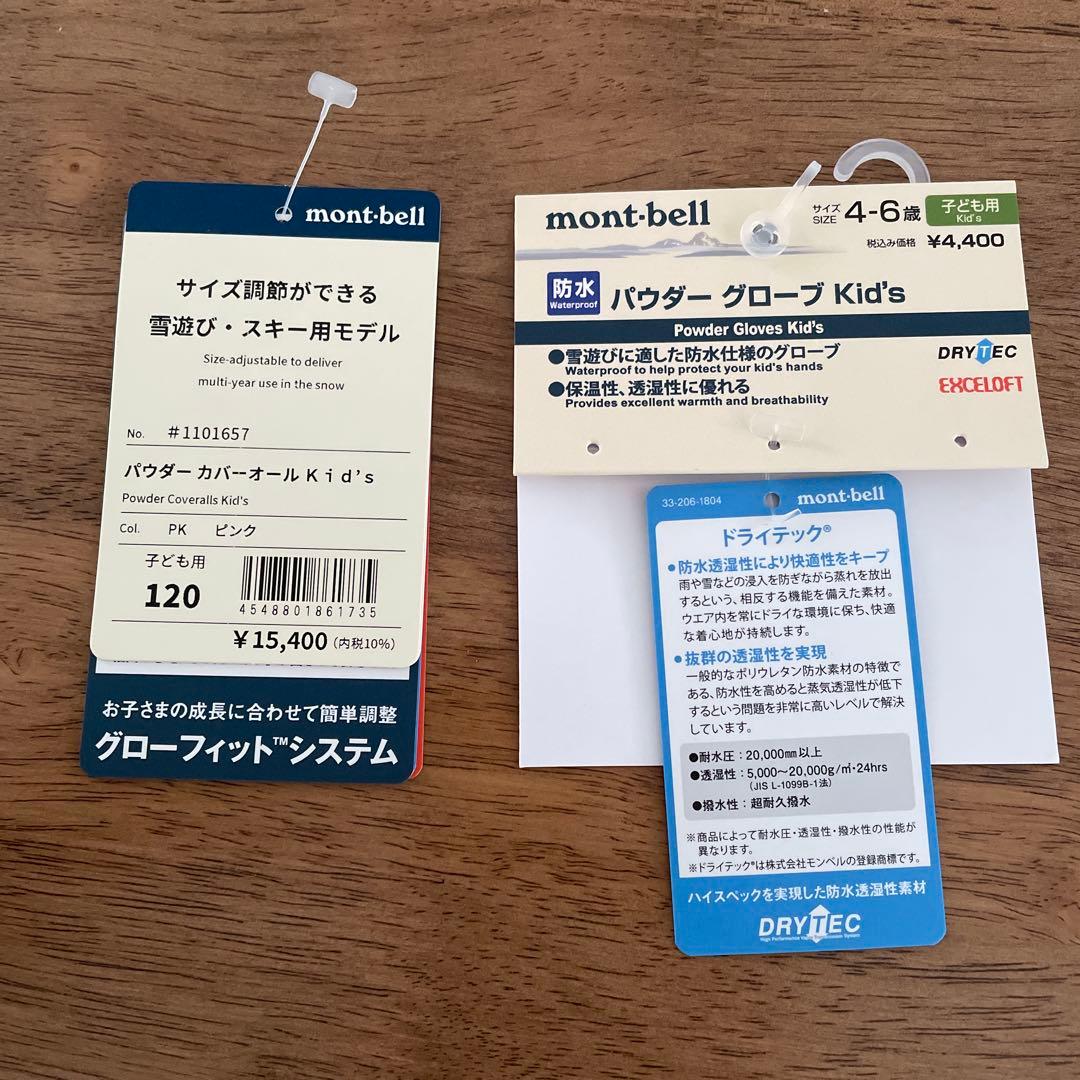 mont·bell
サイズ調節ができる
雪遊び・スキー用モデル
Size-adjustable to deliver
multi-year use in the snow
No. #1101657
パウダー カバーオール Kid's
Powder Coveralls Kid's
Col. PK ピンク
子ども用
120
4548801861735
¥15,400 (内税10%)
お子さまの成長に合わせて簡単調整
グローフィット™システム
mont·bell
サイズ SIZE 4-6歳
子ども用 Kid's
税込み価格 ¥4,400
防水 Waterproof
パウダー グローブ Kid's
Powder Gloves Kid's
●雪遊びに適した防水仕様のグローブ
Waterproof to help protect your kid's hands
●保温性、透湿性に優れる
Provides excellent warmth and breathability
DRYTEC
EXCELOFT
33-206-1804
mont·bell
ドライテック®
●防水透湿性により快適性をキープ
雨や雪などの浸入を防ぎながら蒸れを放出
するという、相反する機能を備えた素材。
ウエア内を常にドライな環境に保ち、快適
な着心地が持続します。
●抜群の透湿性を実現
一般的なポリウレタン防水素材の特徴で
ある、防水性を高めると蒸気透湿性が低下
するという問題を非常に高いレベルで解決
しています。
●耐水圧：20,000㎜以上
●透湿性：5,000〜20,000g/㎡・24hrs
(JIS L-1099B-1法)
●撥水性：超耐久撥水
※商品によって耐水圧・透湿性・撥水性の性能が
異なります。
※ドライテック®は株式会社モンベルの登録商標です。
ハイスペックを実現した防水透湿性素材
DRYTEC